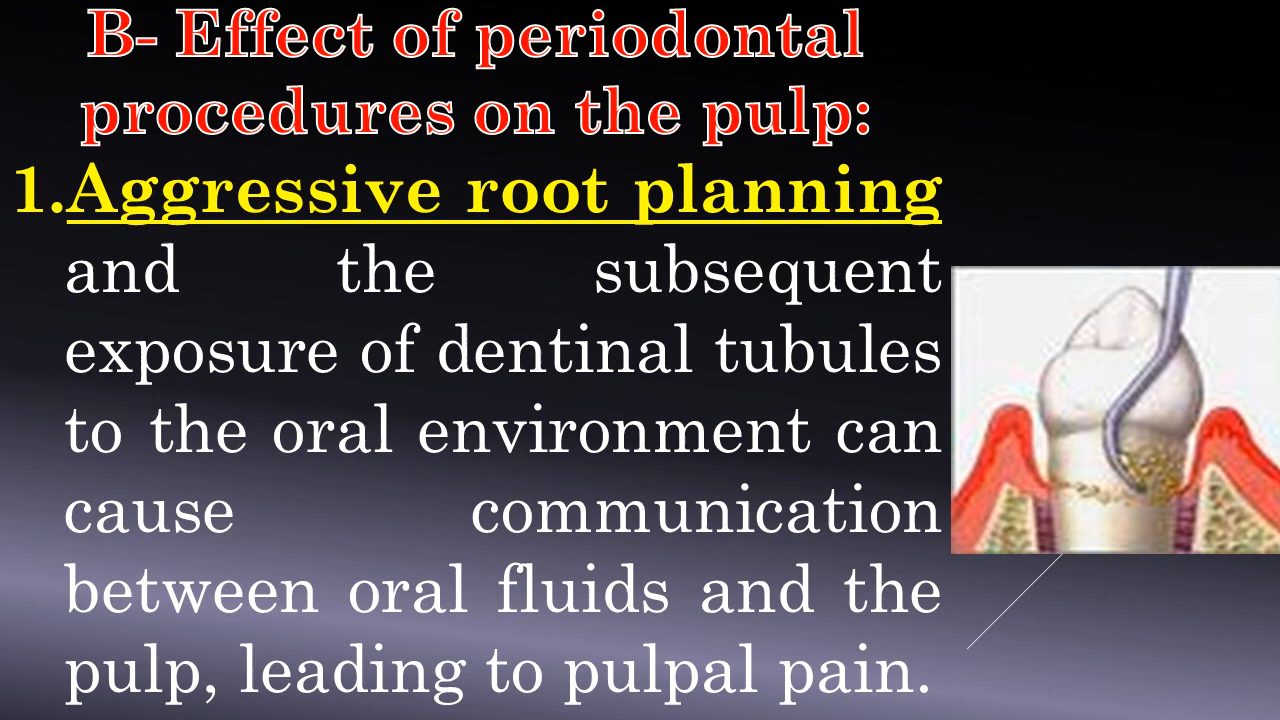 B- Effect of periodontal
procedures on the pulp:
1.Aggressive root planning
and the subsequent
exposure of dentinal tubules
to the oral environment can
cause communication
between oral fluids and the
pulp, leading to pulpal pain.